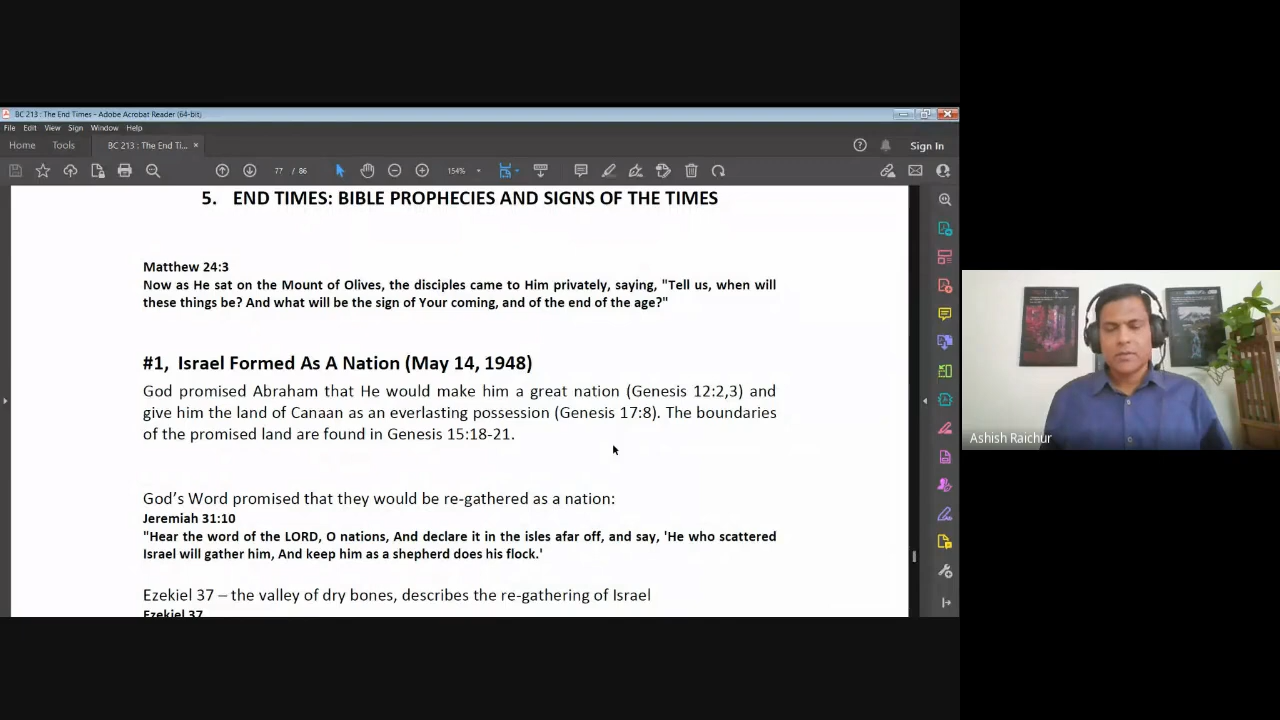 BC 213 : The End Times - Adobe Acrobat Reader (64-bit)
File Edit View Sign Window Help
Home Tools BC 213 : The End Ti... × Sign In
77 / 86 154%
5. END TIMES: BIBLE PROPHECIES AND SIGNS OF THE TIMES
Matthew 24:3
Now as He sat on the Mount of Olives, the disciples came to Him privately, saying, "Tell us, when will
these things be? And what will be the sign of Your coming, and of the end of the age?"
#1, Israel Formed As A Nation (May 14, 1948)
God promised Abraham that He would make him a great nation (Genesis 12:2,3) and
give him the land of Canaan as an everlasting possession (Genesis 17:8). The boundaries
of the promised land are found in Genesis 15:18-21.
God’s Word promised that they would be re-gathered as a nation:
Jeremiah 31:10
"Hear the word of the LORD, O nations, And declare it in the isles afar off, and say, 'He who scattered
Israel will gather him, And keep him as a shepherd does his flock.'
Ezekiel 37 – the valley of dry bones, describes the re-gathering of Israel
Ezekiel 37
Ashish Raichur